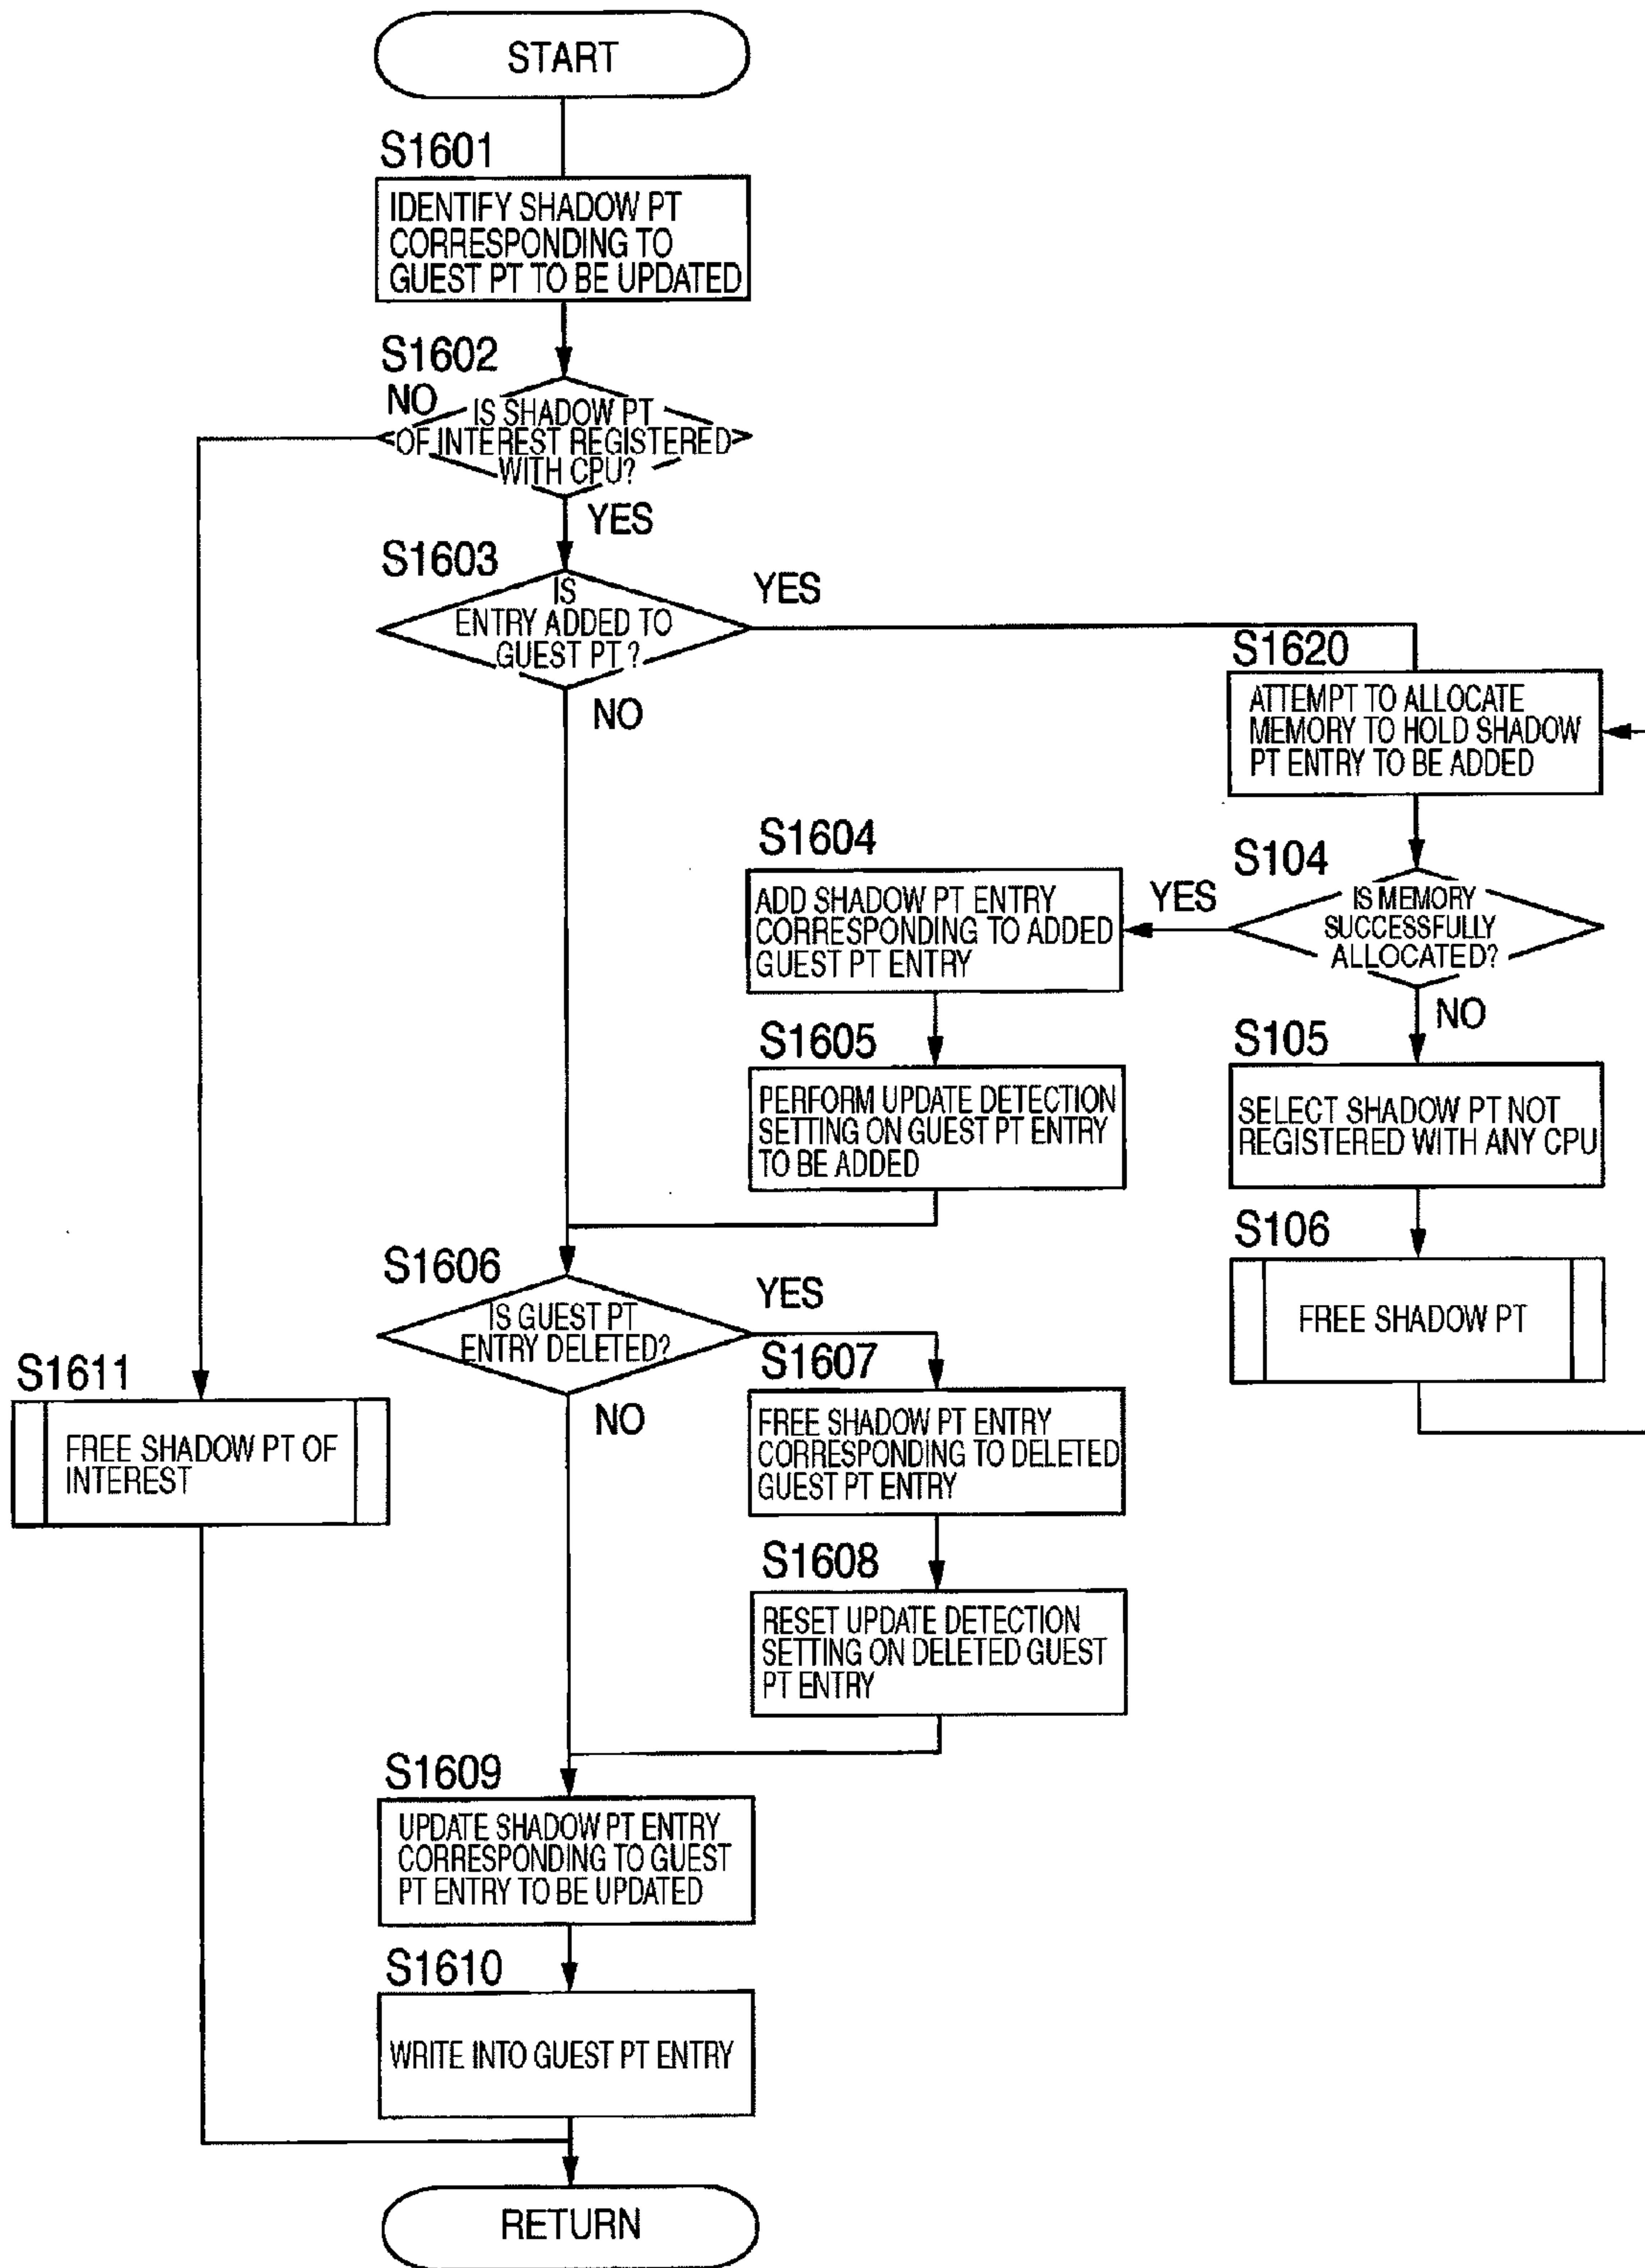 START
S1601
IDENTIFY SHADOW PT
CORRESPONDING TO
GUEST PT TO BE UPDATED
S1602
NO
IS SHADOW PT
OF INTEREST REGISTERED
WITH CPU?
YES
S1603
IS
ENTRY ADDED TO
GUEST PT ?
YES
NO
S1620
ATTEMPT TO ALLOCATE
MEMORY TO HOLD SHADOW
PT ENTRY TO BE ADDED
S104
IS MEMORY
SUCCESSFULLY
ALLOCATED?
YES
NO
S1604
ADD SHADOW PT ENTRY
CORRESPONDING TO ADDED
GUEST PT ENTRY
S1605
PERFORM UPDATE DETECTION
SETTING ON GUEST PT ENTRY
TO BE ADDED
S105
SELECT SHADOW PT NOT
REGISTERED WITH ANY CPU
S106
FREE SHADOW PT
S1606
IS GUEST PT
ENTRY DELETED?
YES
NO
S1607
FREE SHADOW PT ENTRY
CORRESPONDING TO DELETED
GUEST PT ENTRY
S1608
RESET UPDATE DETECTION
SETTING ON DELETED GUEST
PT ENTRY
S1611
FREE SHADOW PT OF
INTEREST
S1609
UPDATE SHADOW PT ENTRY
CORRESPONDING TO GUEST
PT ENTRY TO BE UPDATED
S1610
WRITE INTO GUEST PT ENTRY
RETURN